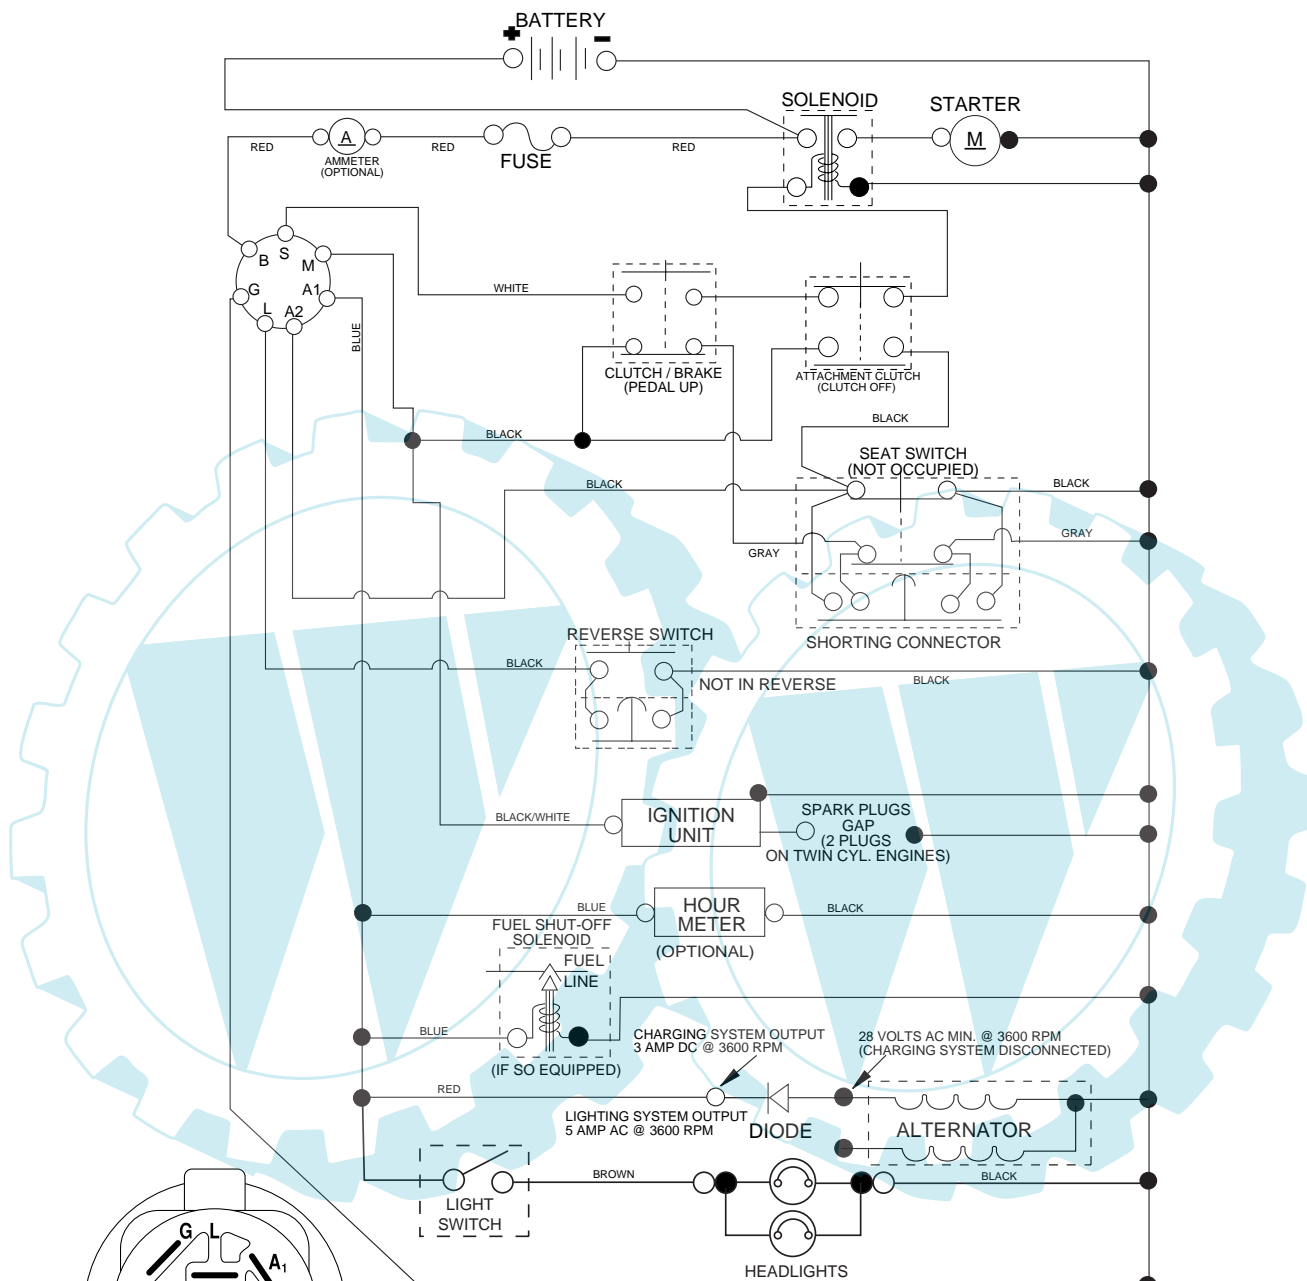 BATTERY
+ −
SOLENOID
STARTER
M
A
RED
RED
RED
AMMETER
(OPTIONAL)
FUSE
B
S
M
G
A1
L
A2
WHITE
BLUE
CLUTCH / BRAKE
(PEDAL UP)
ATTACHMENT CLUTCH
(CLUTCH OFF)
BLACK
BLACK
SEAT SWITCH
(NOT OCCUPIED)
BLACK
BLACK
GRAY
GRAY
SHORTING CONNECTOR
REVERSE SWITCH
BLACK
NOT IN REVERSE
BLACK
BLACK/WHITE
IGNITION
UNIT
SPARK PLUGS
GAP
(2 PLUGS
ON TWIN CYL. ENGINES)
BLUE
HOUR
METER
BLACK
(OPTIONAL)
FUEL SHUT-OFF
SOLENOID
FUEL
LINE
BLUE
(IF SO EQUIPPED)
CHARGING SYSTEM OUTPUT
3 AMP DC @ 3600 RPM
28 VOLTS AC MIN. @ 3600 RPM
(CHARGING SYSTEM DISCONNECTED)
RED
LIGHTING SYSTEM OUTPUT
5 AMP AC @ 3600 RPM
DIODE
ALTERNATOR
BROWN
BLACK
LIGHT
SWITCH
HEADLIGHTS
G L
A1